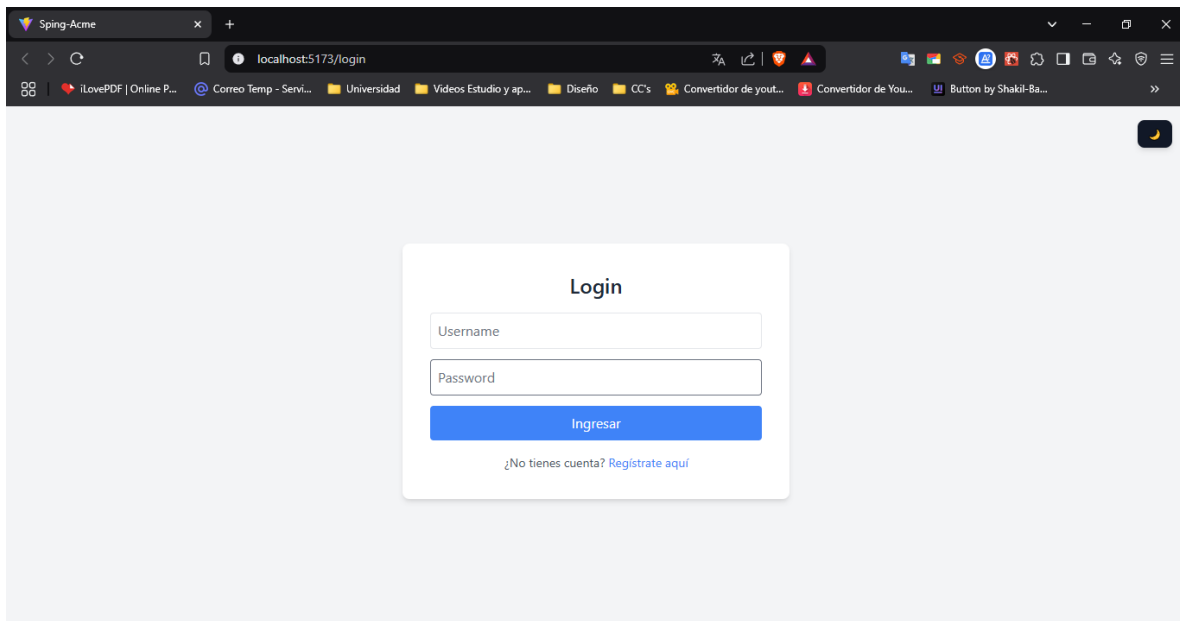 Sping-Acme
localhost:5173/login
iLovePDF | Online P...
Correo Temp - Servi...
Universidad
Videos Estudio y ap...
Diseño
CC's
Convertidor de yout...
Convertidor de You...
UI
Button by Shakil-Ba...
Login
Username
Password
Ingresar
¿No tienes cuenta? Regístrate aquí